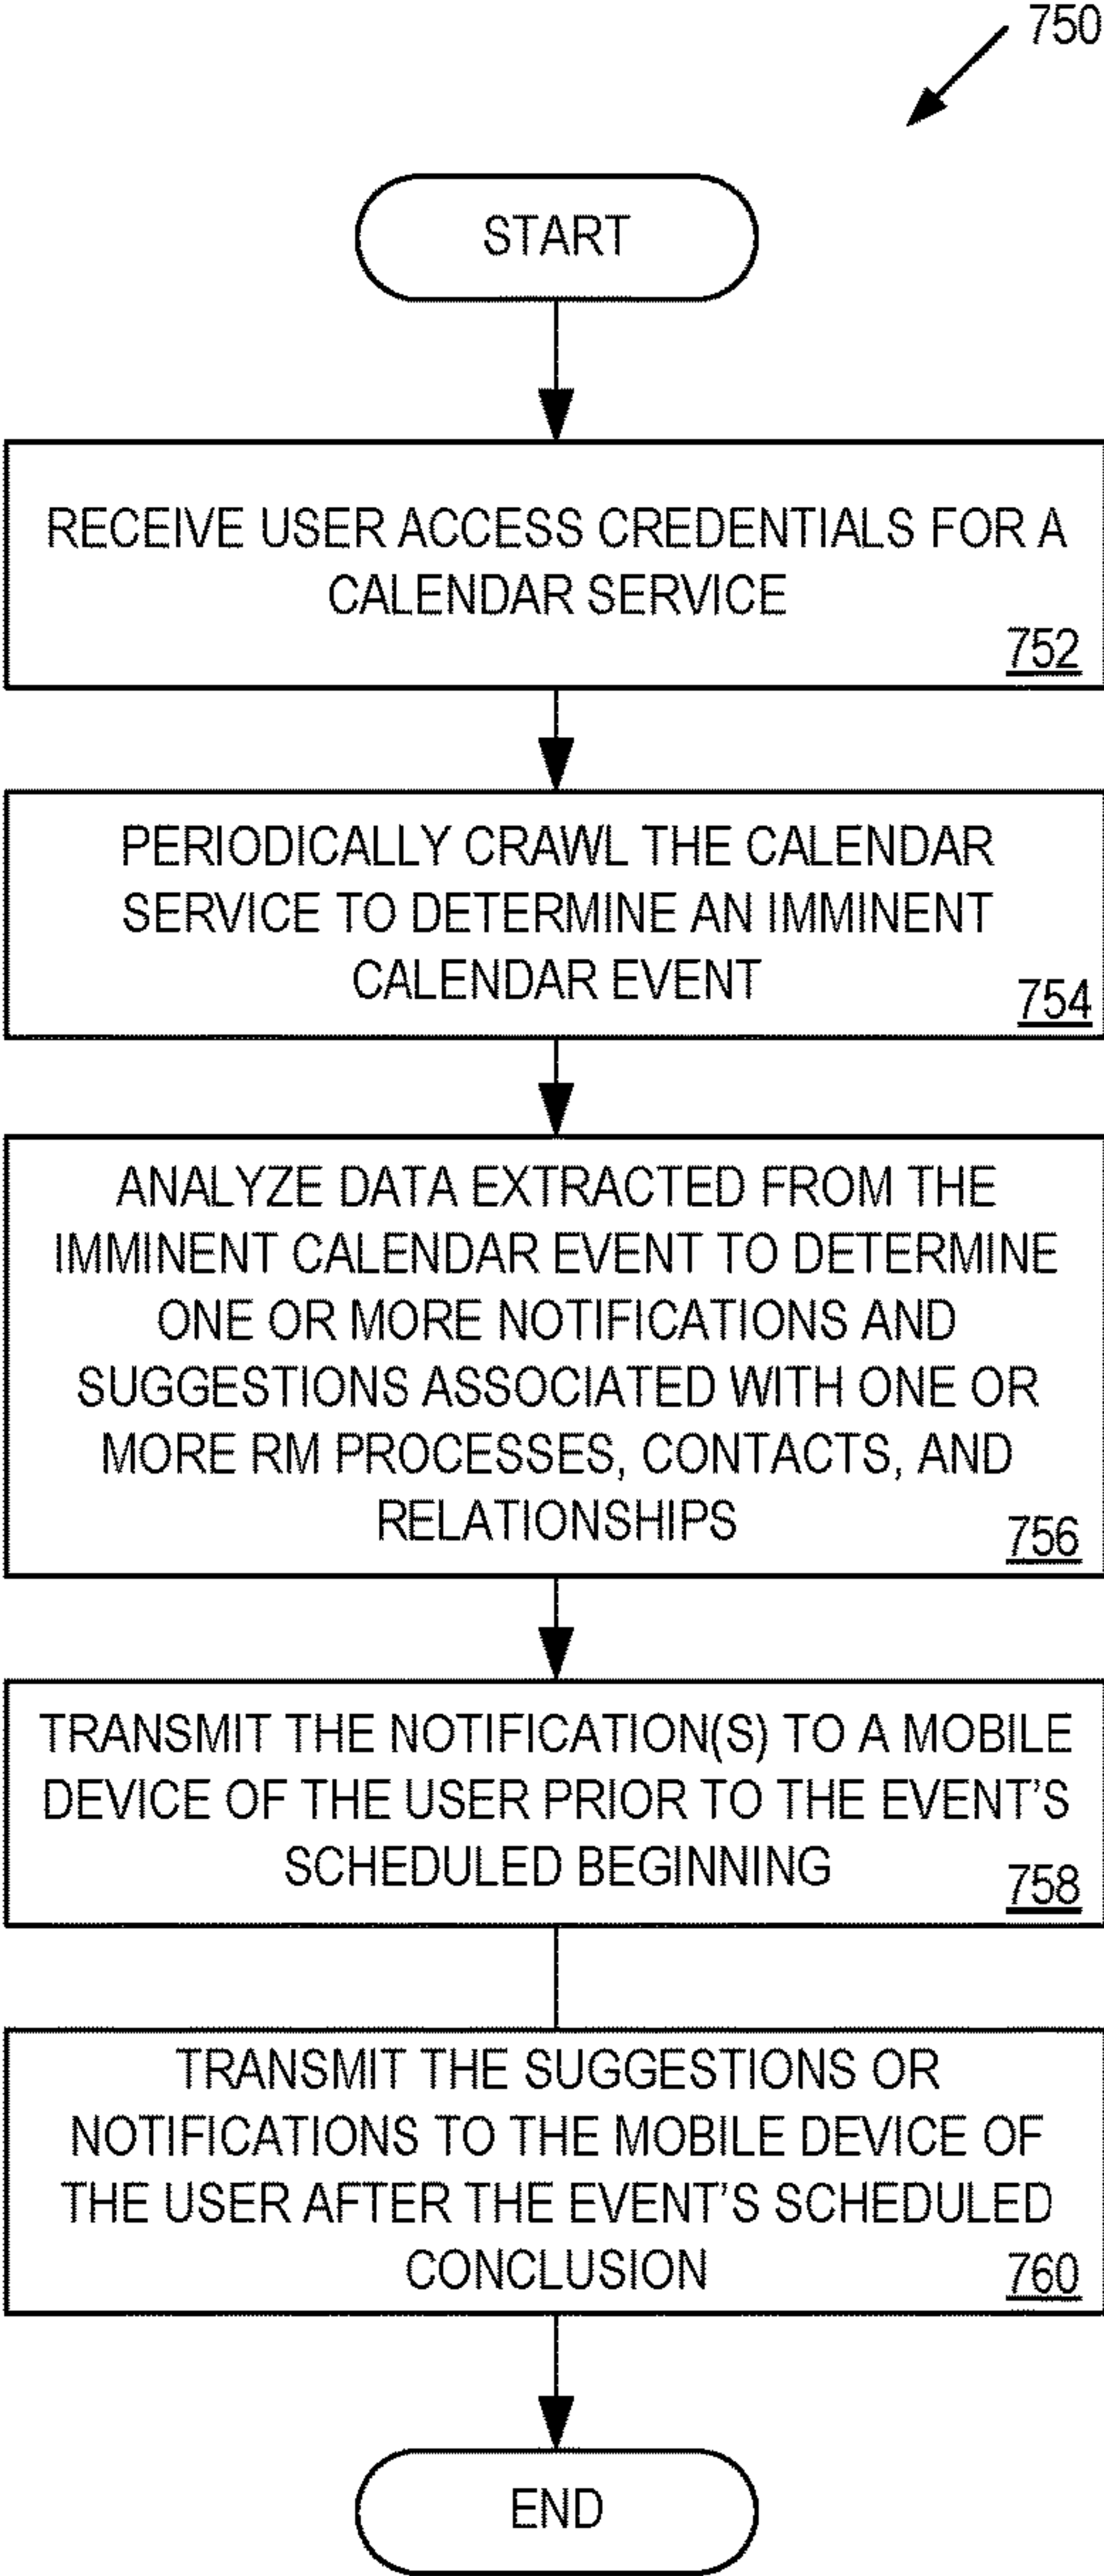 750
START
RECEIVE USER ACCESS CREDENTIALS FOR A
CALENDAR SERVICE
752
PERIODICALLY CRAWL THE CALENDAR
SERVICE TO DETERMINE AN IMMINENT
CALENDAR EVENT
754
ANALYZE DATA EXTRACTED FROM THE
IMMINENT CALENDAR EVENT TO DETERMINE
ONE OR MORE NOTIFICATIONS AND
SUGGESTIONS ASSOCIATED WITH ONE OR
MORE RM PROCESSES, CONTACTS, AND
RELATIONSHIPS
756
TRANSMIT THE NOTIFICATION(S) TO A MOBILE
DEVICE OF THE USER PRIOR TO THE EVENT’S
SCHEDULED BEGINNING
758
TRANSMIT THE SUGGESTIONS OR
NOTIFICATIONS TO THE MOBILE DEVICE OF
THE USER AFTER THE EVENT’S SCHEDULED
CONCLUSION
760
END